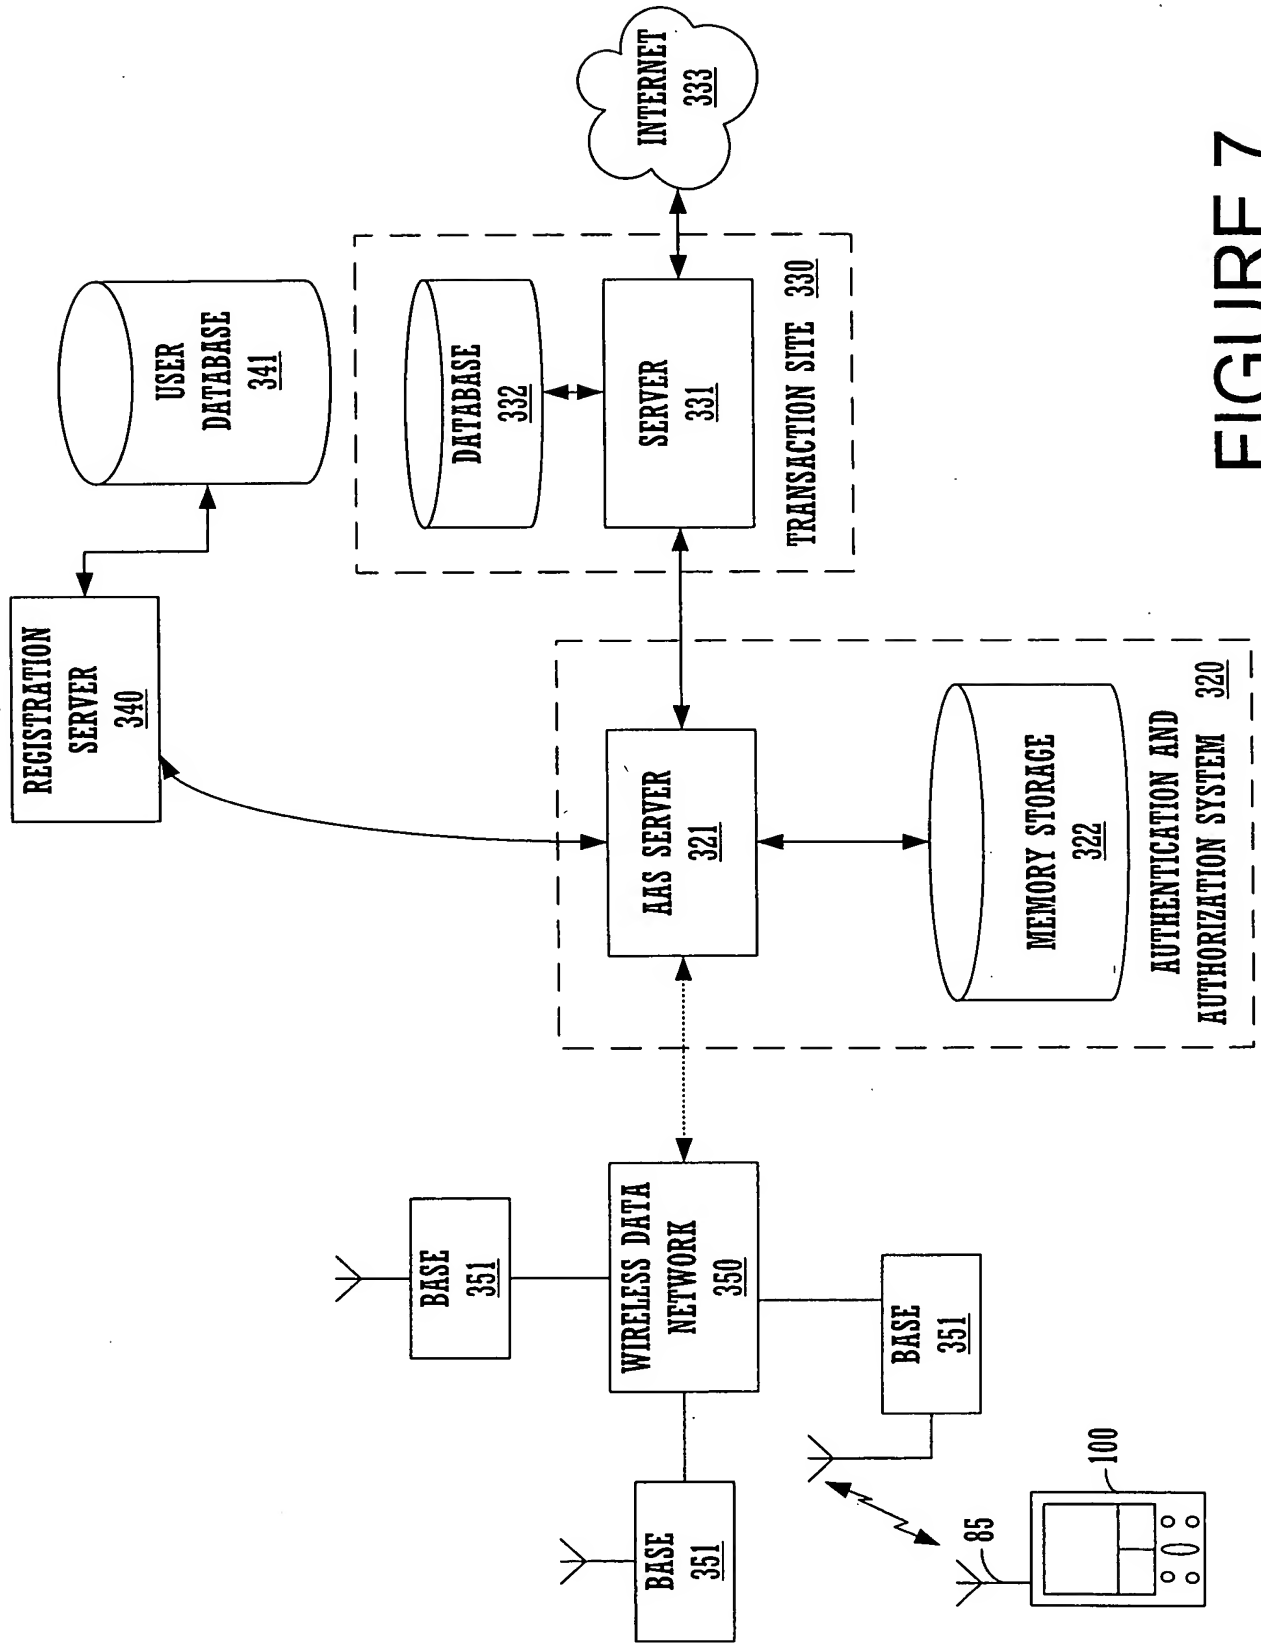 REGISTRATION
SERVER
340
USER
DATABASE
341
BASE
351
DATABASE
332
BASE
351
WIRELESS DATA
NETWORK
350
AAS SERVER
321
SERVER
331
INTERNET
333
TRANSACTION SITE 330
BASE
351
MEMORY STORAGE
322
85
100
AUTHENTICATION AND
AUTHORIZATION SYSTEM 320
FIGURE 7